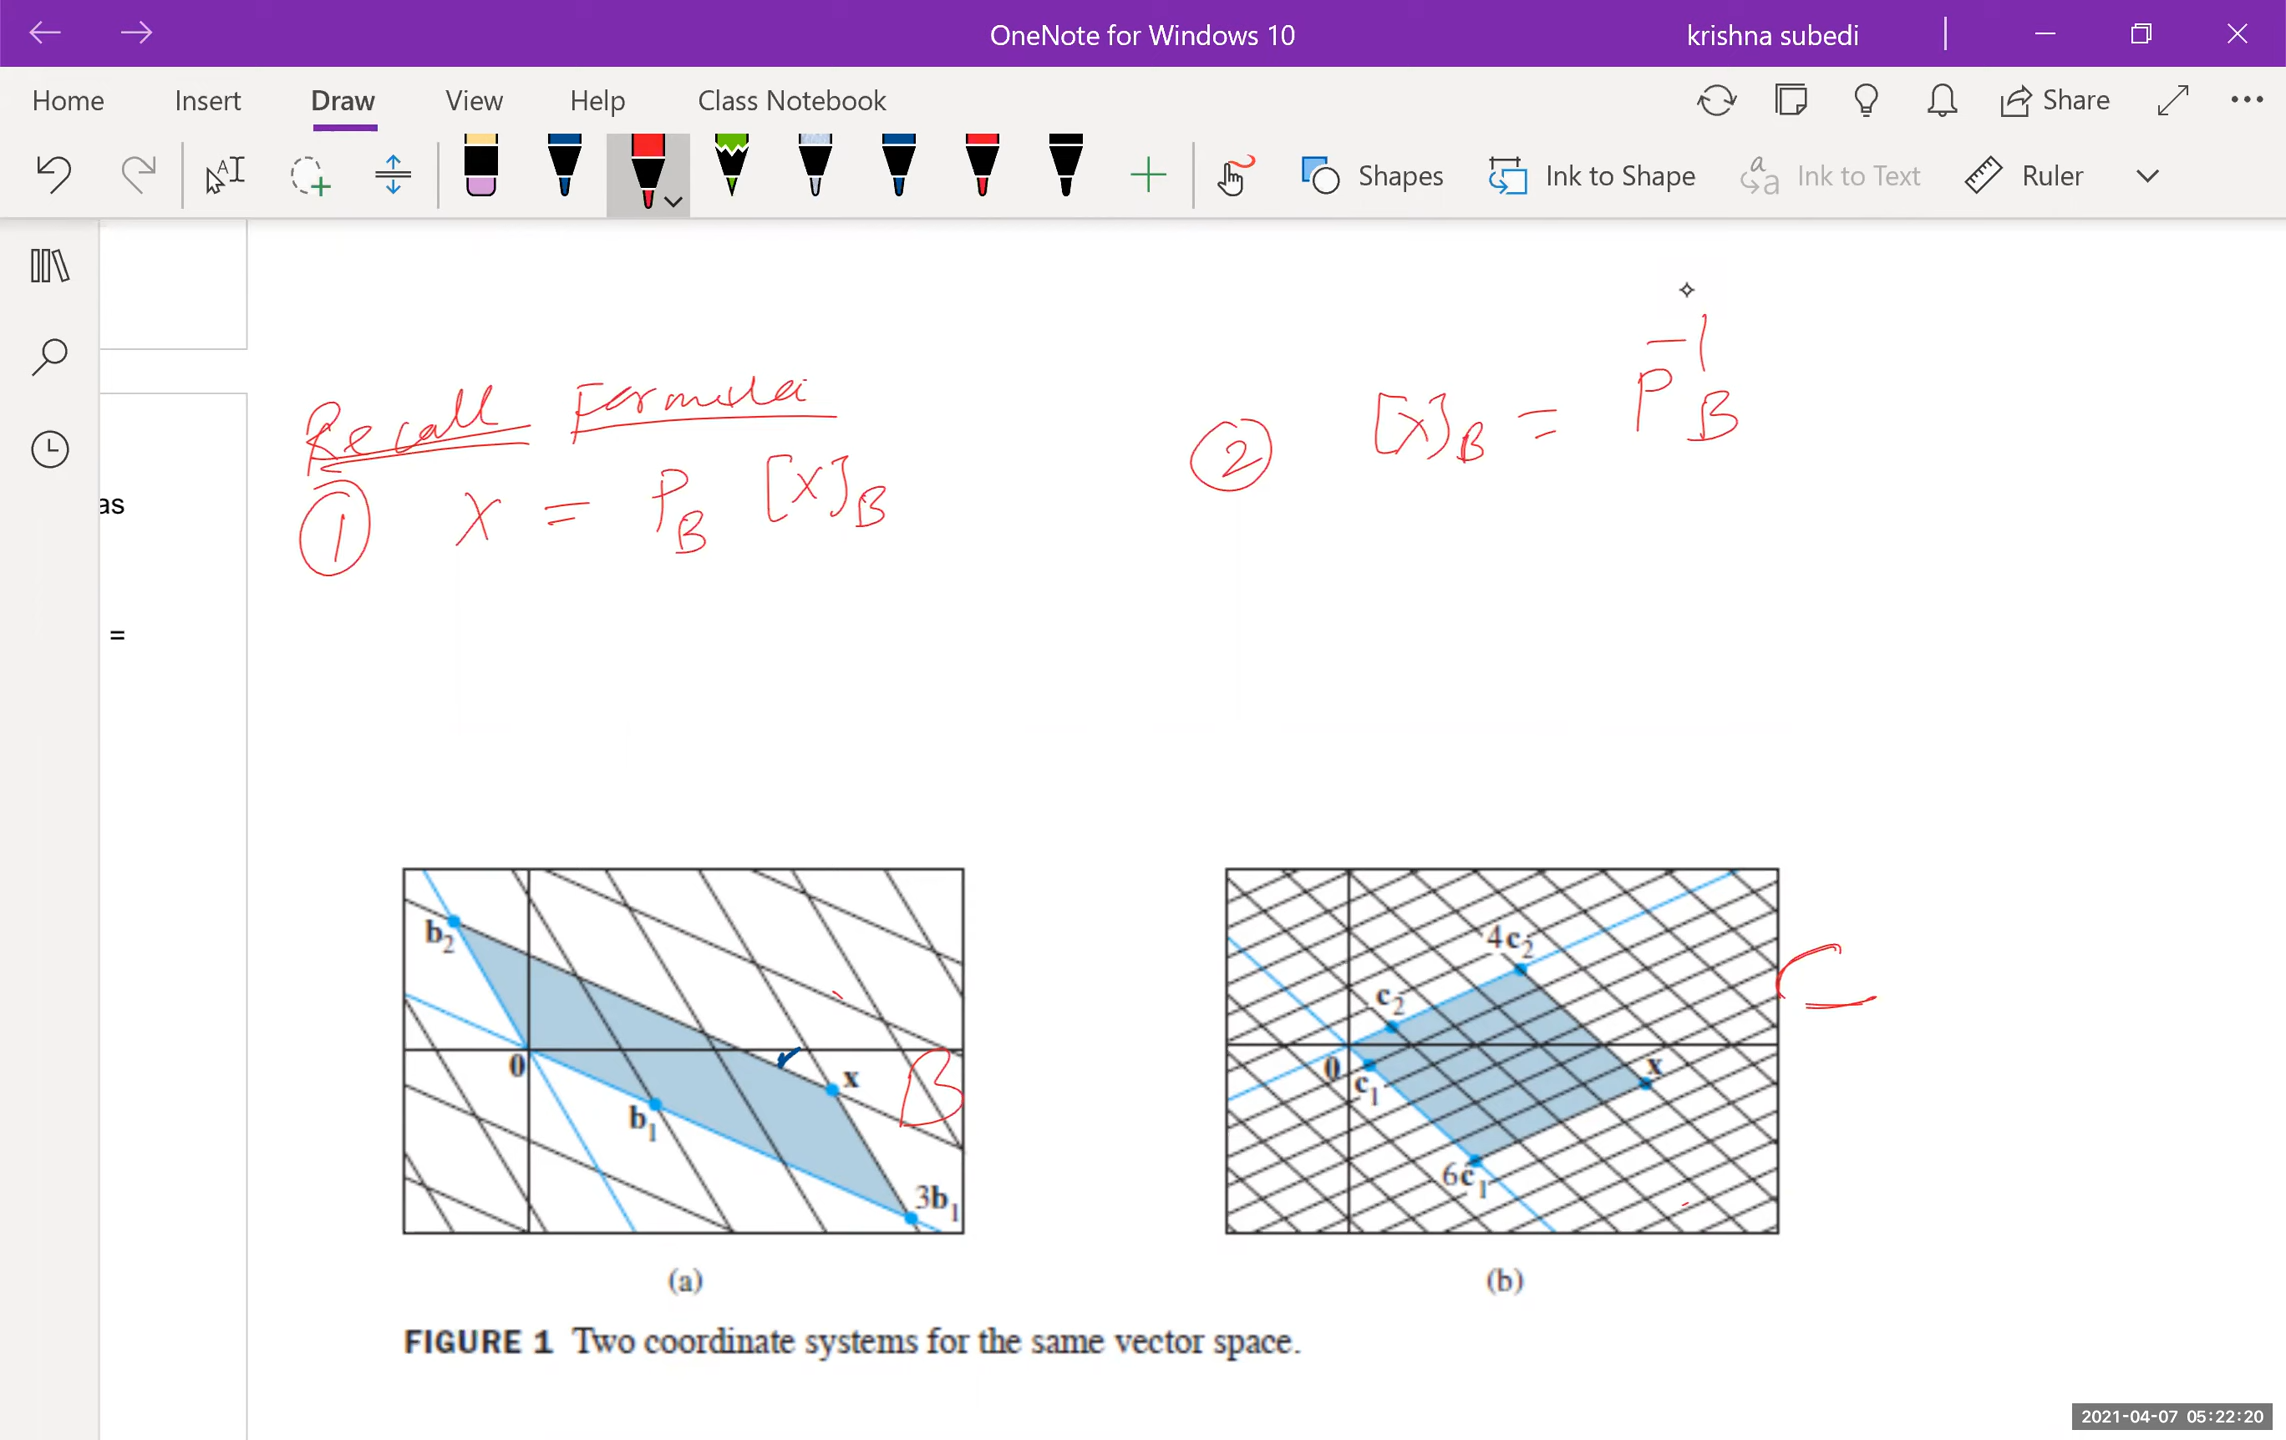 OneNote for Windows 10
krishna subedi
Home Insert Draw View Help Class Notebook Share
Shapes Ink to Shape Ink to Text Ruler
as
=
Recall Formula
① x = P_B [x]_B
② [x]_B = P_B^{-1}
b₂
0
b₁
x
B
3b₁
(a)
4c₂
c₂
0
c₁
x
6c₁
C
(b)
FIGURE 1 Two coordinate systems for the same vector space.
2021-04-07 05:22:20